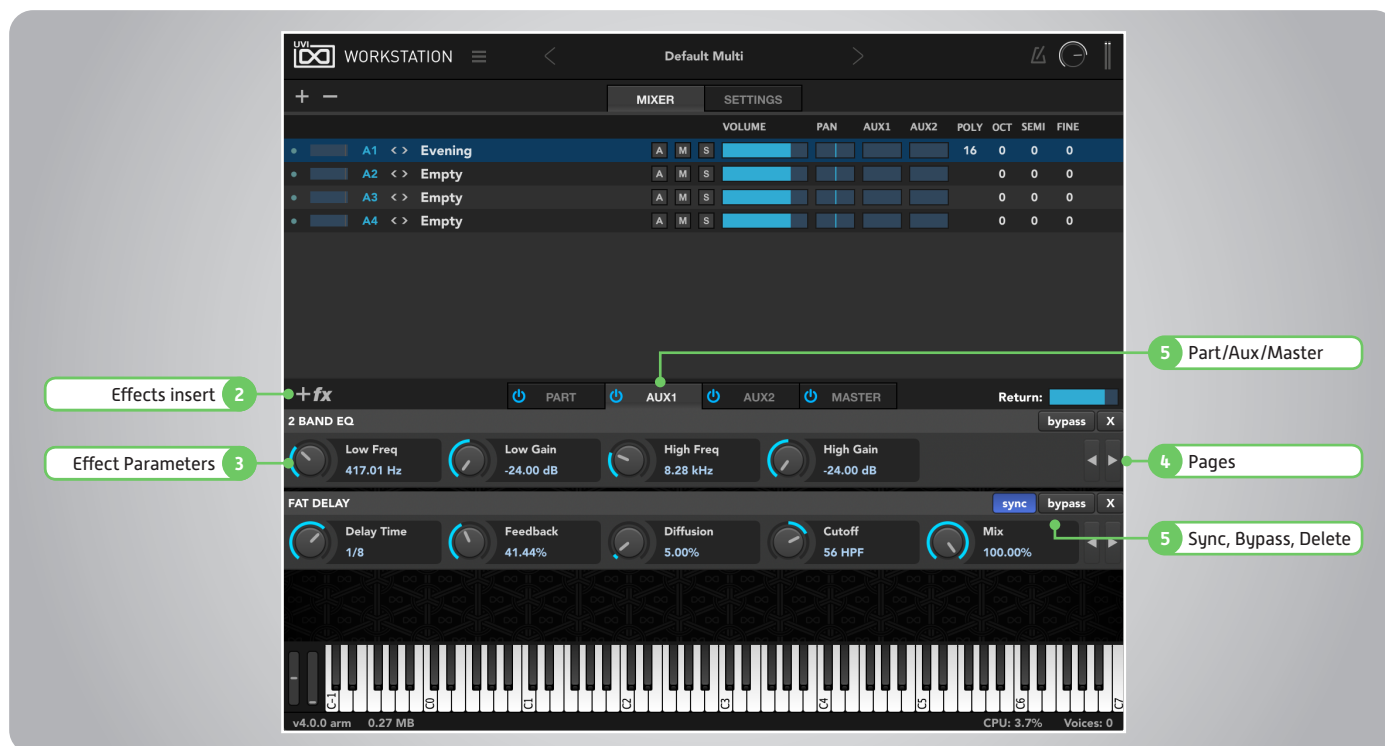 UVI WORKSTATION
Default Multi
+ −
MIXER SETTINGS
VOLUME PAN AUX1 AUX2 POLY OCT SEMI FINE
A1 < > Evening A M S 16 0 0 0
A2 < > Empty A M S 0 0 0
A3 < > Empty A M S 0 0 0
A4 < > Empty A M S 0 0 0
5 Part/Aux/Master
Effects insert 2
+fx PART AUX1 AUX2 MASTER Return:
2 BAND EQ bypass X
Effect Parameters 3
Low Freq Low Gain High Freq High Gain
417.01 Hz -24.00 dB 8.28 kHz -24.00 dB
4 Pages
FAT DELAY sync bypass X
Delay Time Feedback Diffusion Cutoff Mix
1/8 41.44% 5.00% 56 HPF 100.00%
5 Sync, Bypass, Delete
C-1 C0 C1 C2 C3 C4 C5 C6 C7
v4.0.0 arm 0.27 MB CPU: 3.7% Voices: 0